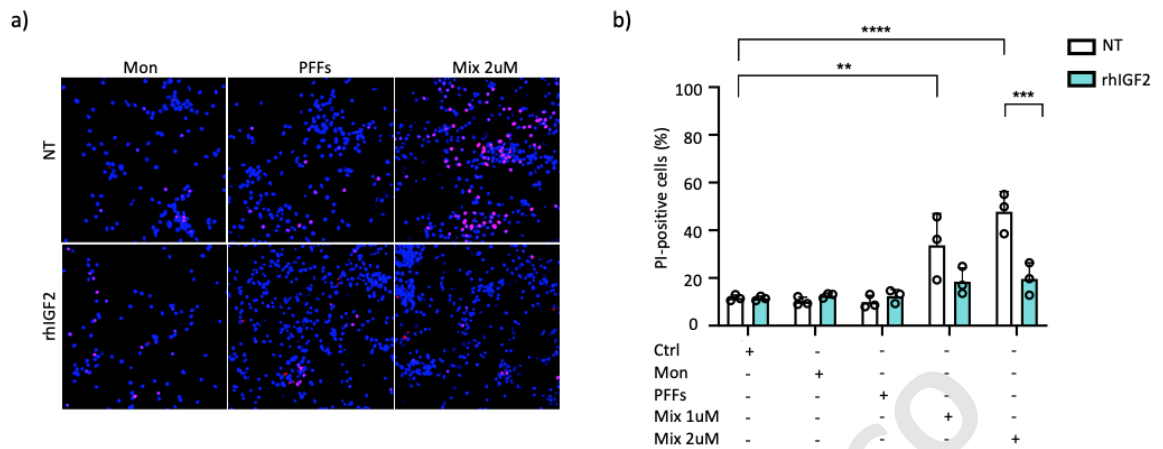 a)
Mon PFFs Mix 2uM
NT
rhIGF2
b)
****
**
***
NT
rhIGF2
PI-positive cells (%)
100
80
60
40
20
0
Ctrl + - - - -
Mon - + - - -
PFFs - - + - -
Mix 1uM - - - + -
Mix 2uM - - - - +